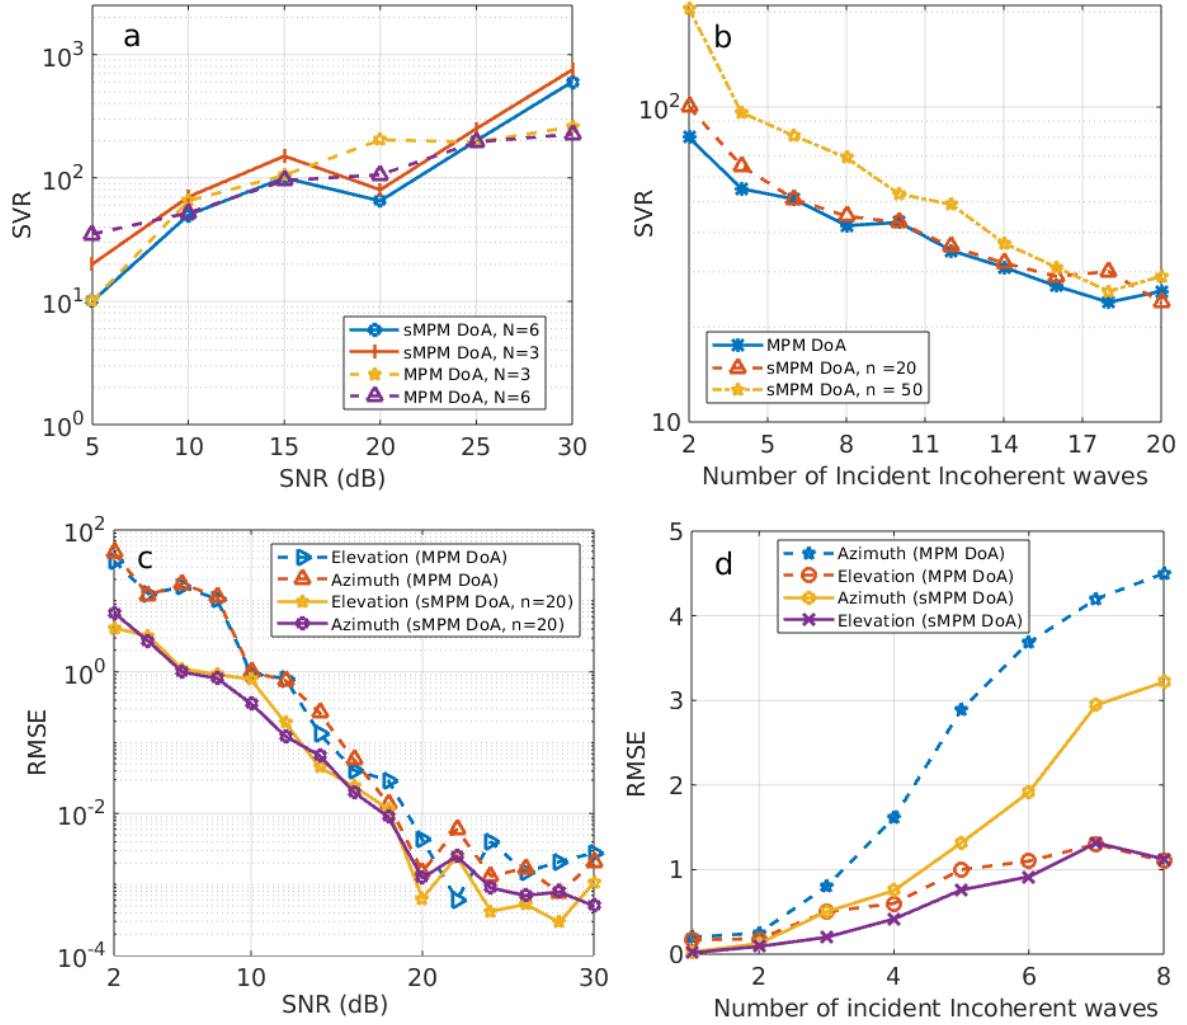 a
10^3
10^2
10^1
10^0
SVR
5 10 15 20 25 30
SNR (dB)
sMPM DoA, N=6
sMPM DoA, N=3
MPM DoA, N=3
MPM DoA, N=6
b
10^2
10
SVR
2 5 8 11 14 17 20
Number of Incident Incoherent waves
MPM DoA
sMPM DoA, n =20
sMPM DoA, n = 50
c
10^2
10^0
10^-2
10^-4
RMSE
2 10 20 30
SNR (dB)
Elevation (MPM DoA)
Azimuth (MPM DoA)
Elevation (sMPM DoA, n=20)
Azimuth (sMPM DoA, n=20)
d
5
4
3
2
1
0
RMSE
2 4 6 8
Number of incident Incoherent waves
Azimuth (MPM DoA)
Elevation (MPM DoA)
Azimuth (sMPM DoA)
Elevation (sMPM DoA)